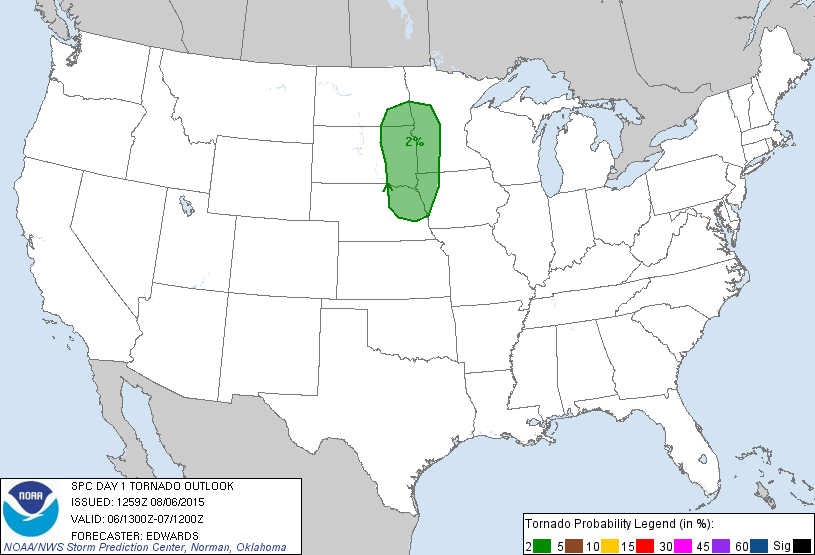 2%
NOAA
SPC DAY 1 TORNADO OUTLOOK
ISSUED: 1259Z 08/06/2015
VALID: 06/1300Z-07/1200Z
FORECASTER: EDWARDS
NOAA/NWS Storm Prediction Center, Norman, Oklahoma
Tornado Probability Legend (in %):
2 5 10 15 30 45 60 Sig